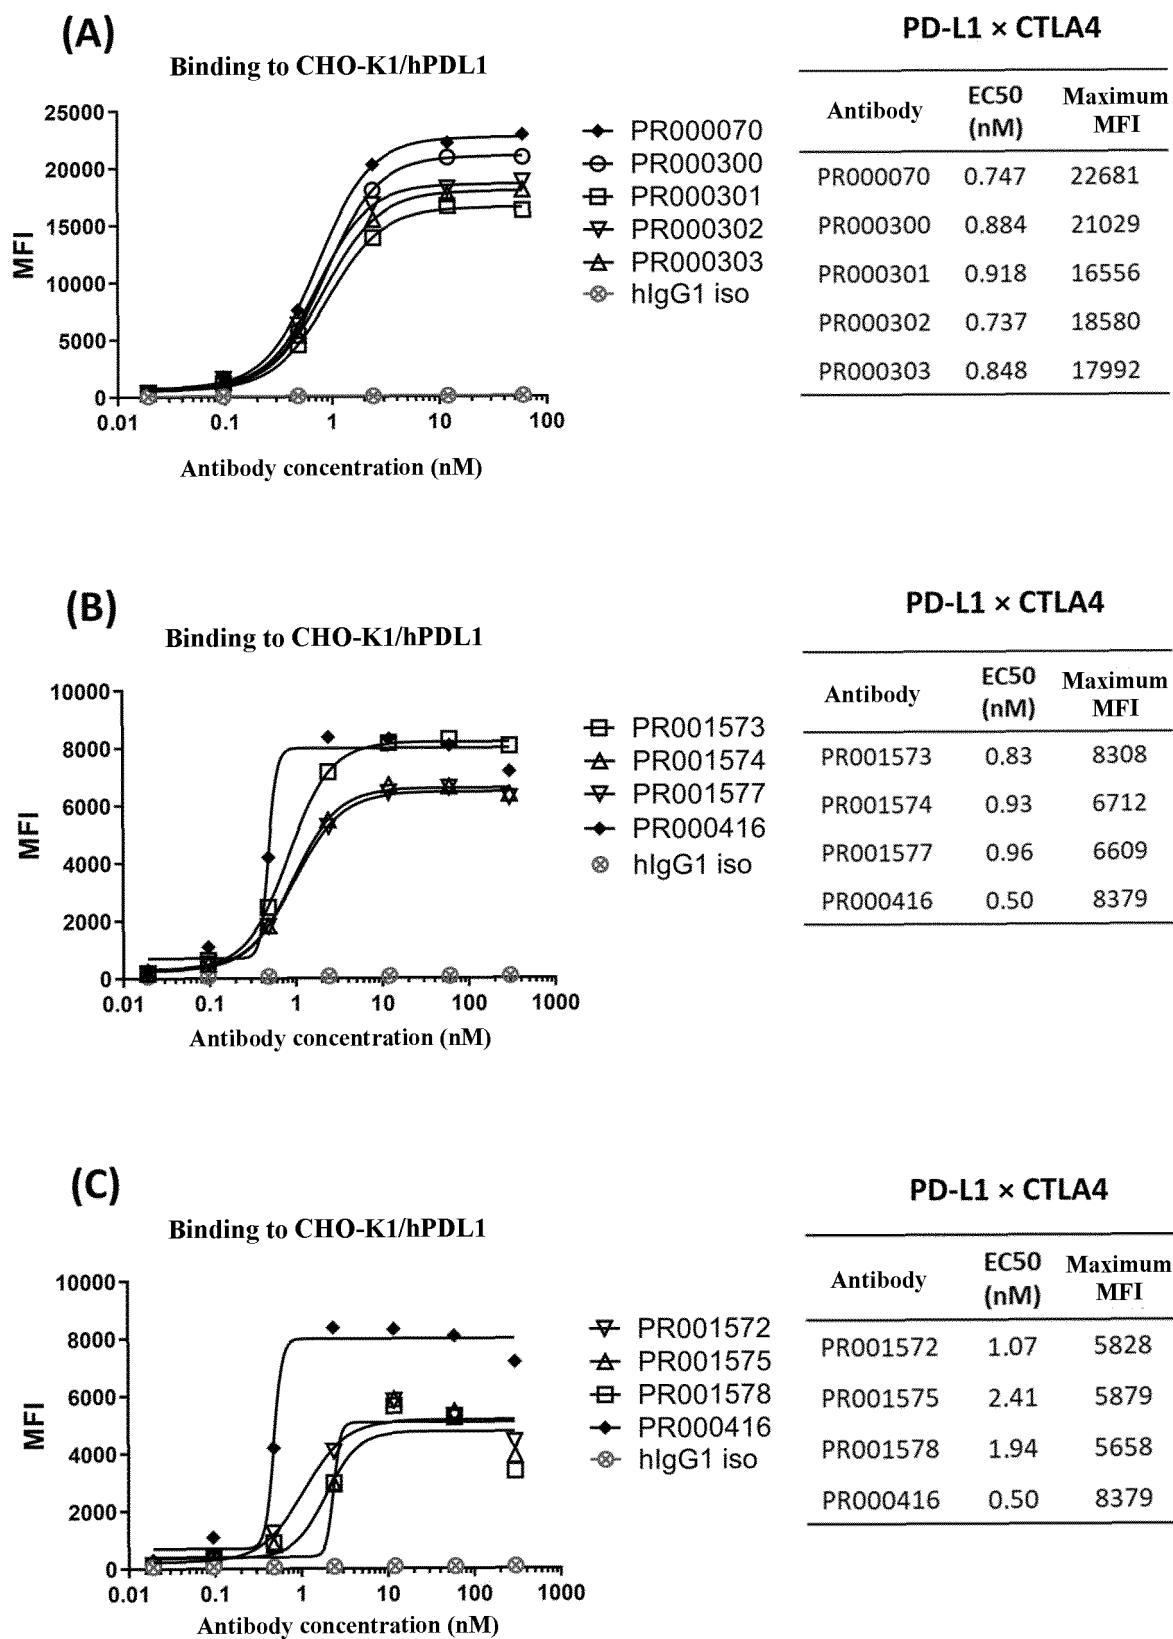 (A)
Binding to CHO-K1/hPDL1
25000
20000
15000
10000
5000
0
MFI
0.01 0.1 1 10 100
Antibody concentration (nM)
PR000070
PR000300
PR000301
PR000302
PR000303
hIgG1 iso
PD-L1 × CTLA4
Antibody EC50 (nM) Maximum MFI
PR000070 0.747 22681
PR000300 0.884 21029
PR000301 0.918 16556
PR000302 0.737 18580
PR000303 0.848 17992
(B)
Binding to CHO-K1/hPDL1
10000
8000
6000
4000
2000
0
MFI
0.01 0.1 1 10 100 1000
Antibody concentration (nM)
PR001573
PR001574
PR001577
PR000416
hIgG1 iso
PD-L1 × CTLA4
Antibody EC50 (nM) Maximum MFI
PR001573 0.83 8308
PR001574 0.93 6712
PR001577 0.96 6609
PR000416 0.50 8379
(C)
Binding to CHO-K1/hPDL1
10000
8000
6000
4000
2000
0
MFI
0.01 0.1 1 10 100 1000
Antibody concentration (nM)
PR001572
PR001575
PR001578
PR000416
hIgG1 iso
PD-L1 × CTLA4
Antibody EC50 (nM) Maximum MFI
PR001572 1.07 5828
PR001575 2.41 5879
PR001578 1.94 5658
PR000416 0.50 8379